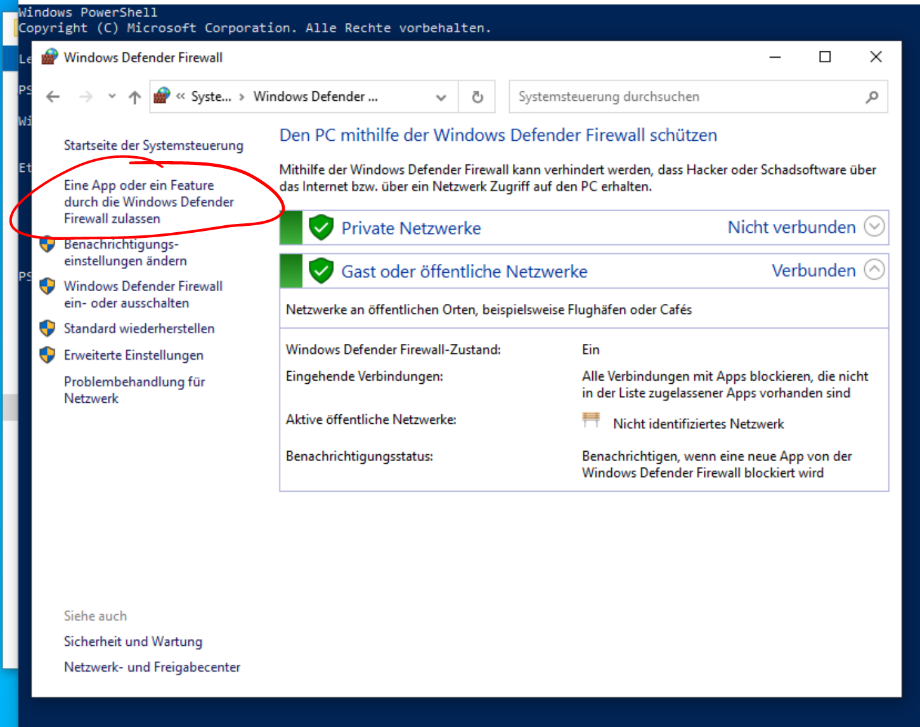 Windows PowerShell
Copyright (C) Microsoft Corporation. Alle Rechte vorbehalten.
Windows Defender Firewall
« Syste... › Windows Defender ...
Systemsteuerung durchsuchen
Startseite der Systemsteuerung
Eine App oder ein Feature
durch die Windows Defender
Firewall zulassen
Benachrichtigungs-
einstellungen ändern
Windows Defender Firewall
ein- oder ausschalten
Standard wiederherstellen
Erweiterte Einstellungen
Problembehandlung für
Netzwerk
Den PC mithilfe der Windows Defender Firewall schützen
Mithilfe der Windows Defender Firewall kann verhindert werden, dass Hacker oder Schadsoftware über
das Internet bzw. über ein Netzwerk Zugriff auf den PC erhalten.
Private Netzwerke Nicht verbunden
Gast oder öffentliche Netzwerke Verbunden
Netzwerke an öffentlichen Orten, beispielsweise Flughäfen oder Cafés
Windows Defender Firewall-Zustand: Ein
Eingehende Verbindungen: Alle Verbindungen mit Apps blockieren, die nicht
in der Liste zugelassener Apps vorhanden sind
Aktive öffentliche Netzwerke: Nicht identifiziertes Netzwerk
Benachrichtigungsstatus: Benachrichtigen, wenn eine neue App von der
Windows Defender Firewall blockiert wird
Siehe auch
Sicherheit und Wartung
Netzwerk- und Freigabecenter